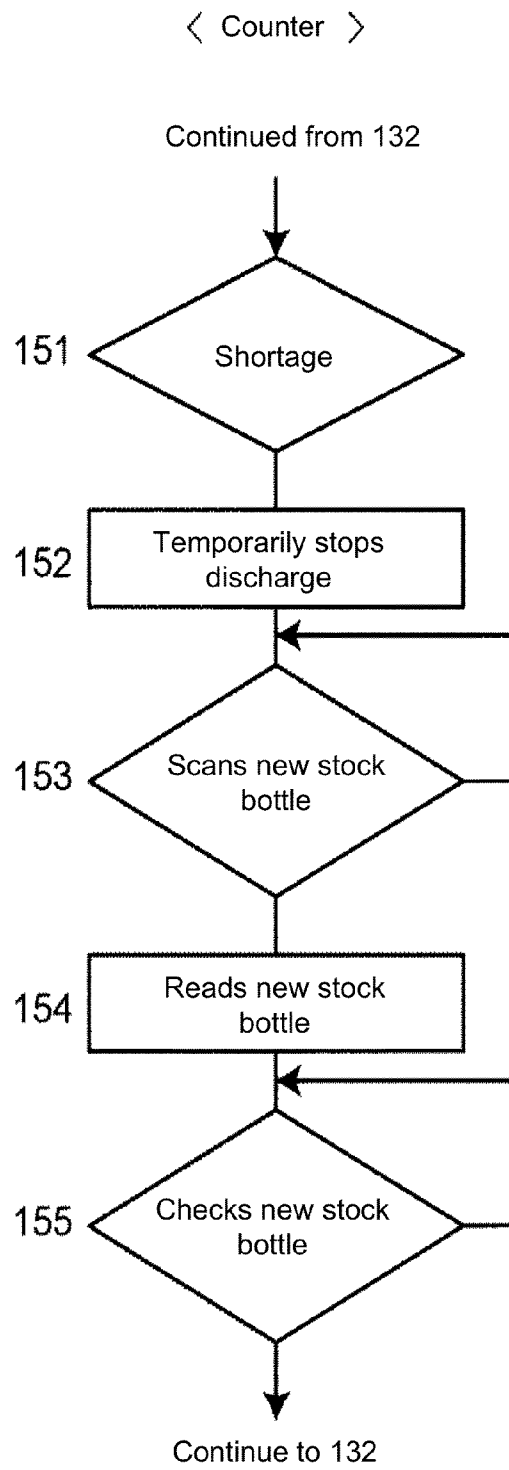 〈 Counter 〉
Continued from 132
151
Shortage
152
Temporarily stops
discharge
153
Scans new stock
bottle
154
Reads new stock
bottle
155
Checks new stock
bottle
Continue to 132